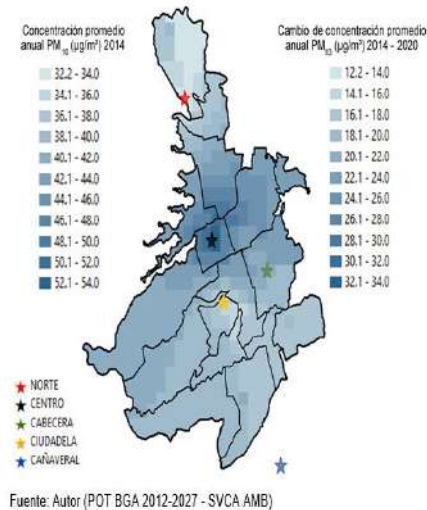 Concentración promedio
anual PM₁₀ (µg/m³) 2014
32.2 - 34.0
34.1 - 36.0
36.1 - 38.0
38.1 - 40.0
40.1 - 42.0
42.1 - 44.0
44.1 - 46.0
46.1 - 48.0
48.1 - 50.0
50.1 - 52.0
52.1 - 54.0
Cambio de concentración promedio
anual PM₁₀ (µg/m³) 2014 - 2020
12.2 - 14.0
14.1 - 16.0
16.1 - 18.0
18.1 - 20.0
20.1 - 22.0
22.1 - 24.0
24.1 - 26.0
26.1 - 28.0
28.1 - 30.0
30.1 - 32.0
32.1 - 34.0
NORTE
CENTRO
CABECERA
CIUDADELA
CAÑAVERAL
Fuente: Autor (POT BGA 2012-2027 - SVCA AMB)